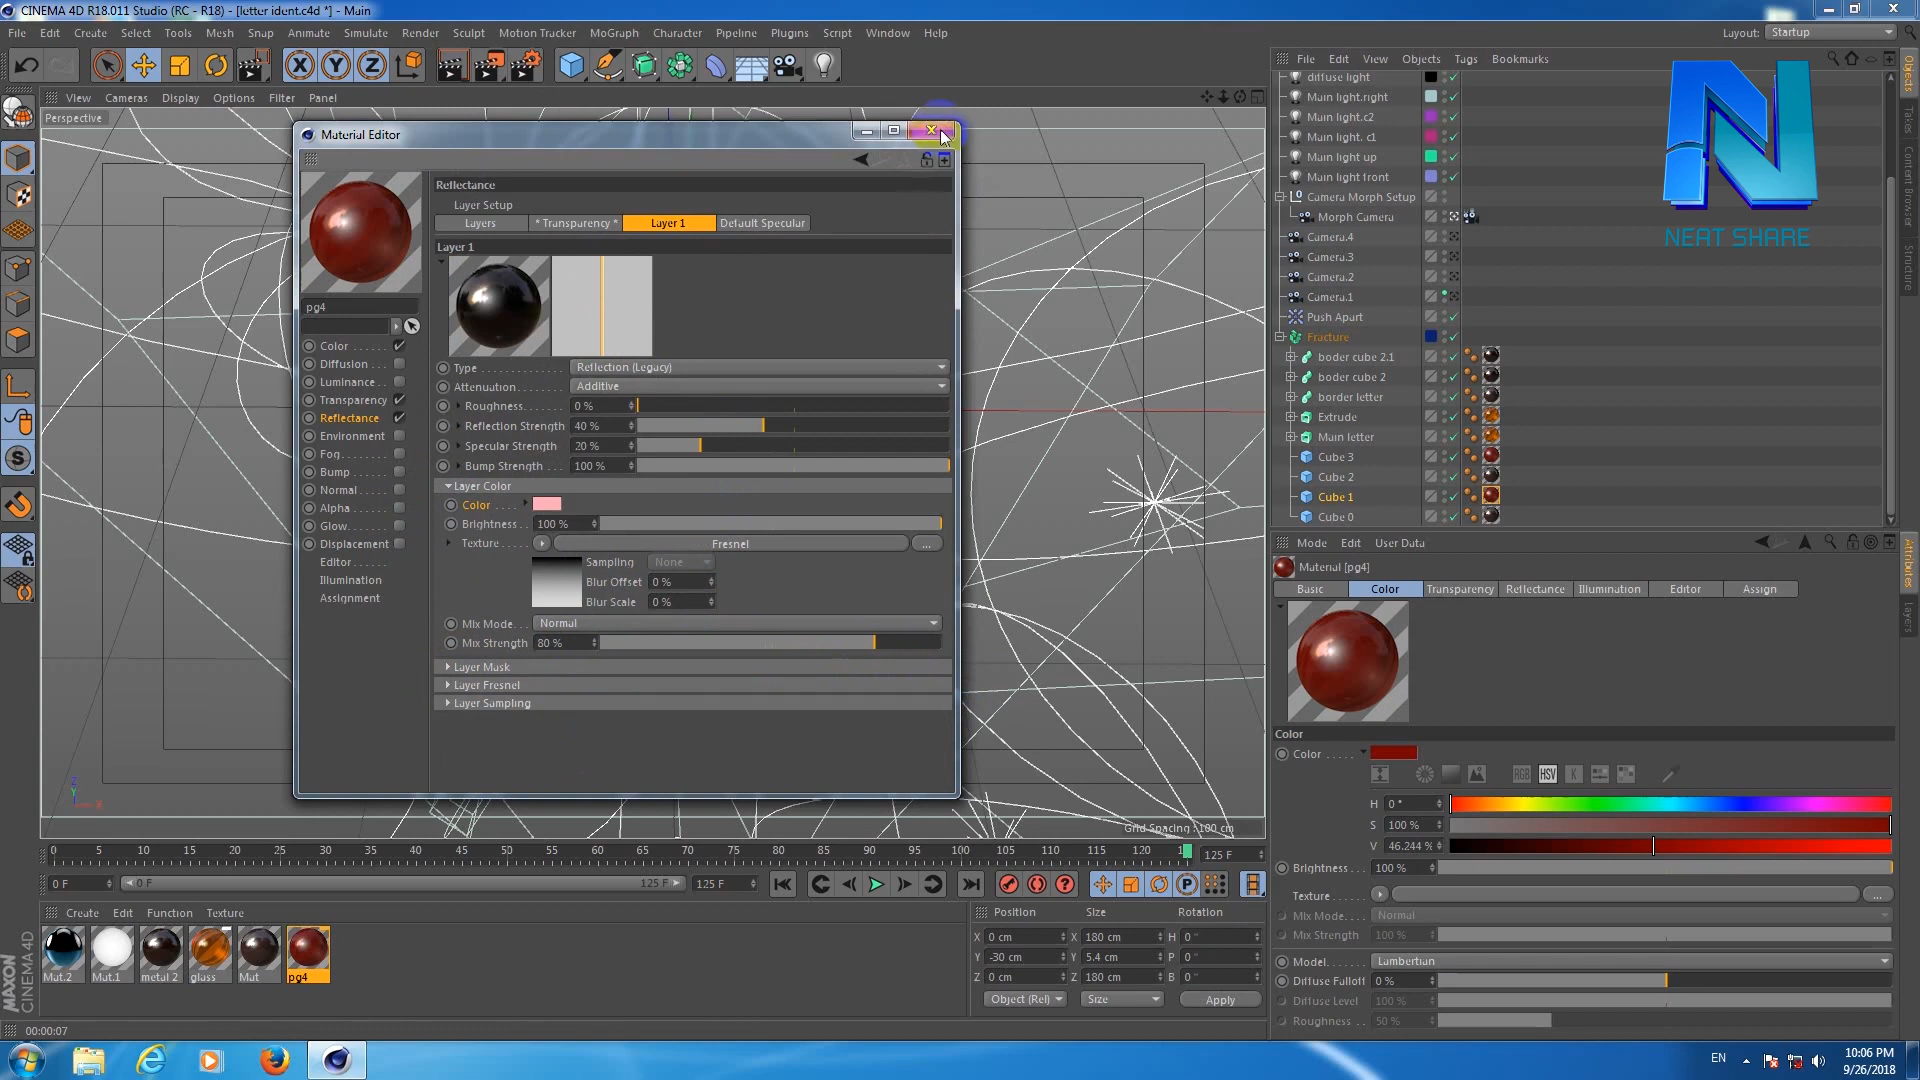 CINEMA 4D R18.011 Studio (RC - R18) - [letter ident.c4d *] - Main
File Edit Create Select Tools Mesh Snap Animate Simulate Render Sculpt Motion Tracker MoGraph Character Pipeline Plugins Script Window Help
Layout: Startup
File Edit View Objects Tags Bookmarks
View Cameras Display Options Filter Panel
Perspective
Material Editor
Reflectance
Layer Setup
Layers * Transparency * Layer 1 Default Specular
Layer 1
pg4
Color
Diffusion
Luminance
Transparency
Reflectance
Environment
Fog
Bump
Normal
Alpha
Glow
Displacement
Editor
Illumination
Assignment
Type Reflection (Legacy)
Attenuation Additive
Roughness 0 %
Reflection Strength 40 %
Specular Strength 20 %
Bump Strength 100 %
Layer Color
Color
Brightness 100 %
Texture Fresnel ...
Sampling None
Blur Offset 0 %
Blur Scale 0 %
Mix Mode Normal
Mix Strength 80 %
Layer Mask
Layer Fresnel
Layer Sampling
Grid Spacing : 100 cm
diffuse light
Main light.right
Main light.c2
Main light. c1
Main light up
Main light front
Camera Morph Setup
Morph Camera
Camera.4
Camera.3
Camera.2
Camera.1
Push Apart
Fracture
boder cube 2.1
boder cube 2
border letter
Extrude
Main letter
Cube 3
Cube 2
Cube 1
Cube 0
NEAT SHARE
Objects
Takes
Content Browser
Structure
Attributes
Layers
Mode Edit User Data
Material [pg4]
Basic Color Transparency Reflectance Illumination Editor Assign
Color
Color
RGB HSV K
H 0 °
S 100 %
V 46.244 %
Brightness 100 %
Texture ...
Mix Mode Normal
Mix Strength 100 %
Model Lambertian
Diffuse Falloff 0 %
Diffuse Level 100 %
Roughness 50 %
0 5 10 15 20 25 30 35 40 45 50 55 60 65 70 75 80 85 90 95 100 105 110 115 120 125 F
0 F 0 F 125 F 125 F
Create Edit Function Texture
Mut.2 Mut.1 metal 2 glass Mat pg4
Position Size Rotation
X 0 cm X 180 cm H 0 °
Y -30 cm Y 5.4 cm P 0 °
Z 0 cm Z 180 cm B 0 °
Object (Rel) Size Apply
MAXON
CINEMA 4D
00:00:07
EN
10:06 PM
9/26/2018